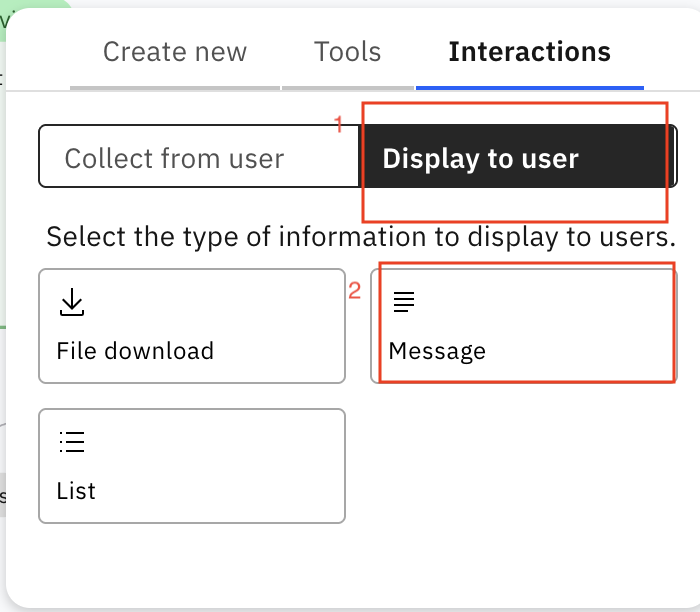 Create new Tools Interactions
1
Collect from user Display to user
Select the type of information to display to users.
2
File download Message
List